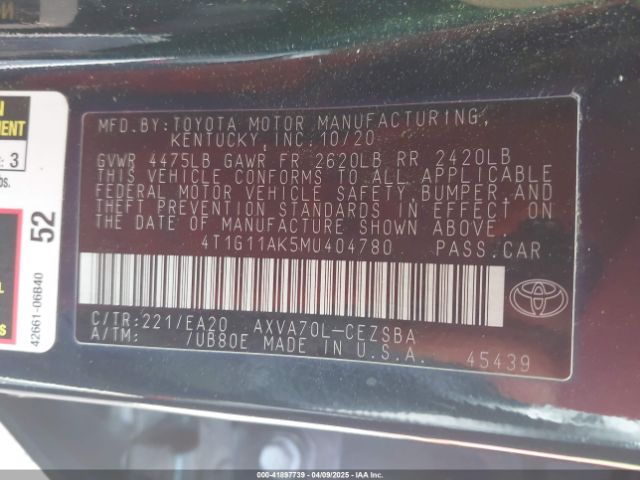 MFD.BY:TOYOTA MOTOR MANUFACTURING,
KENTUCKY, INC. 10/20
GVWR 4475LB GAWR FR 2620LB RR 2420LB
THIS VEHICLE CONFORMS TO ALL APPLICABLE
FEDERAL MOTOR VEHICLE SAFETY, BUMPER, AND
THEFT PREVENTION STANDARDS IN EFFECT ON
THE DATE OF MANUFACTURE SHOWN ABOVE.
4T1G11AK5MU404780 PASS.CAR
C/TR:221/EA20 AXVA70L-CEZSBA
A/TM: /UB80E MADE IN U.S.A. 45439
: 3
52
42661-06B40
000-41897739 - 04/09/2025 -